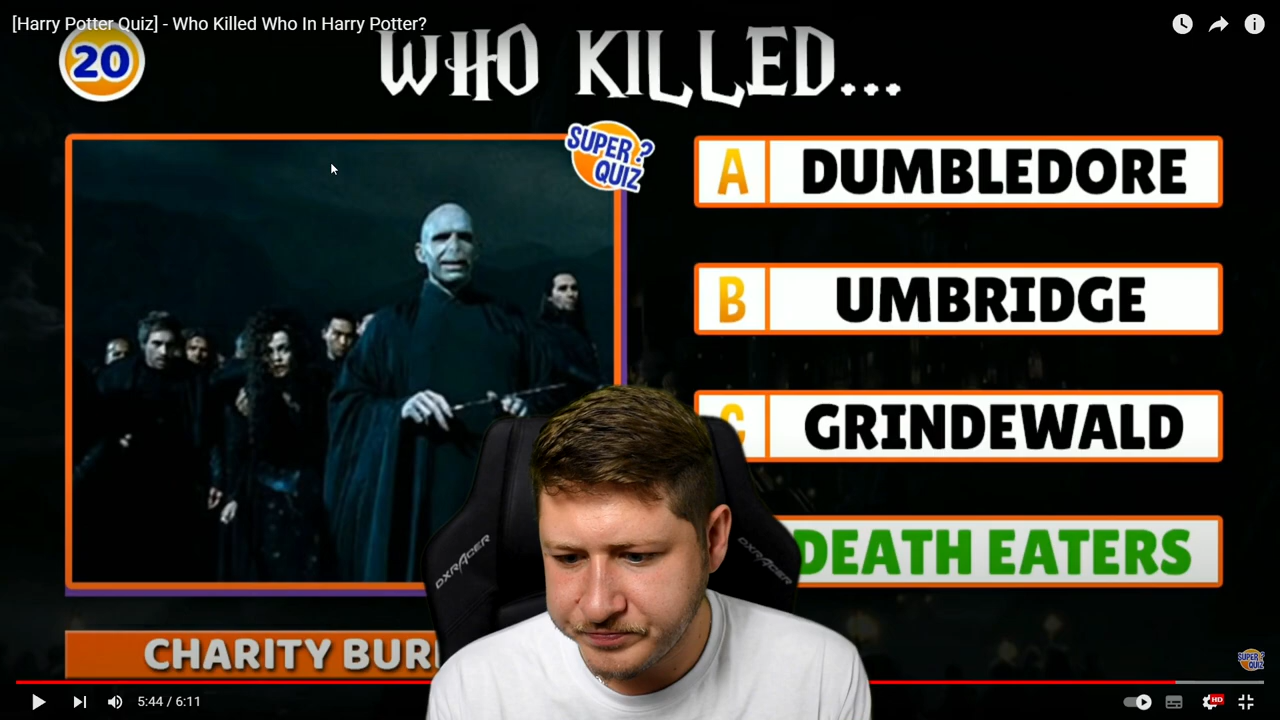 [Harry Potter Quiz] - Who Killed Who In Harry Potter?
20
WHO KILLED...
SUPER ?
QUIZ
A DUMBLEDORE
B UMBRIDGE
C GRINDEWALD
DEATH EATERS
DXRACER
DXRACER
CHARITY
SUPER ?
QUIZ
5:44 / 6:11
HD